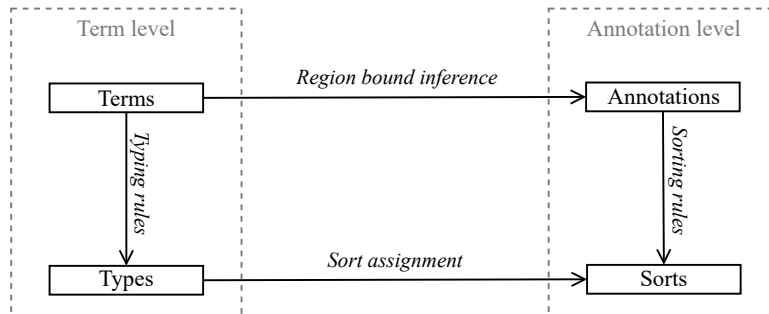 Term level
Annotation level
Region bound inference
Terms
Annotations
Typing rules
Sorting rules
Sort assignment
Types
Sorts